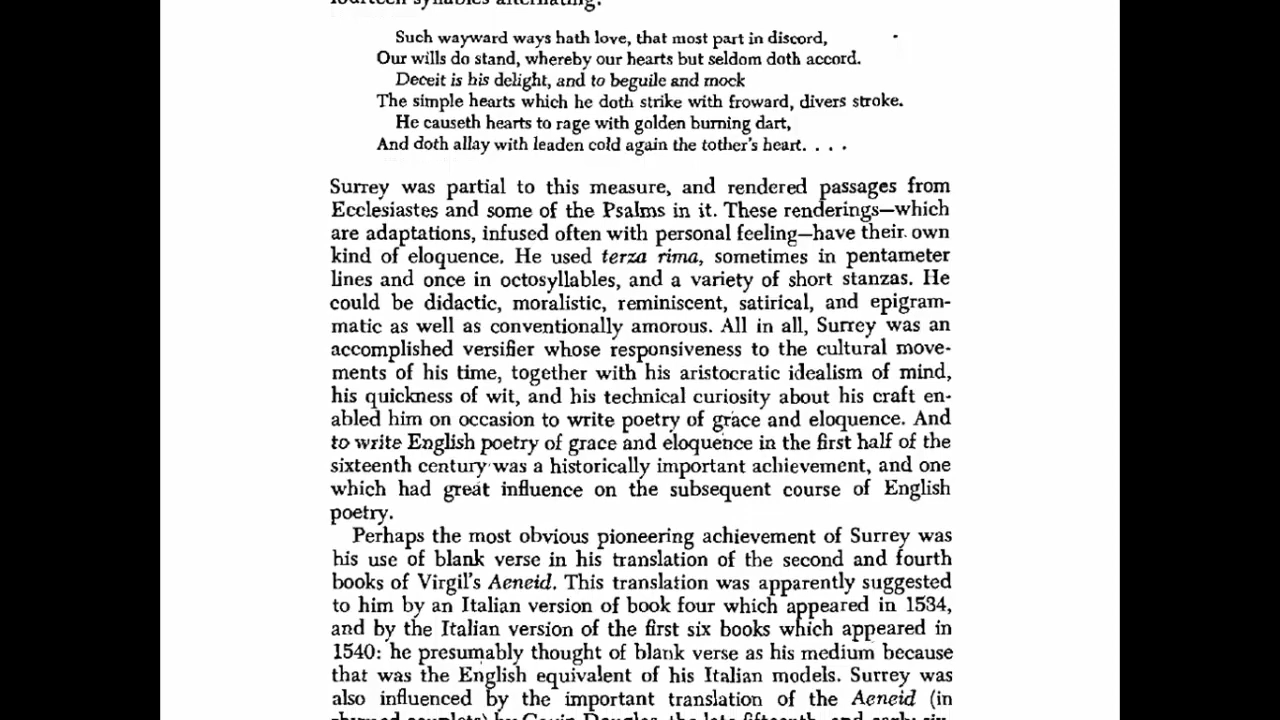 fourteen syllables alternating.
Such wayward ways hath love, that most part in discord,
Our wills do stand, whereby our hearts but seldom doth accord.
Deceit is his delight, and to beguile and mock
The simple hearts which he doth strike with froward, divers stroke.
He causeth hearts to rage with golden burning dart,
And doth allay with leaden cold again the tother's heart. . . .
Surrey was partial to this measure, and rendered passages from
Ecclesiastes and some of the Psalms in it. These renderings—which
are adaptations, infused often with personal feeling—have their own
kind of eloquence. He used terza rima, sometimes in pentameter
lines and once in octosyllables, and a variety of short stanzas. He
could be didactic, moralistic, reminiscent, satirical, and epigram-
matic as well as conventionally amorous. All in all, Surrey was an
accomplished versifier whose responsiveness to the cultural move-
ments of his time, together with his aristocratic idealism of mind,
his quickness of wit, and his technical curiosity about his craft en-
abled him on occasion to write poetry of grace and eloquence. And
to write English poetry of grace and eloquence in the first half of the
sixteenth century was a historically important achievement, and one
which had great influence on the subsequent course of English
poetry.
Perhaps the most obvious pioneering achievement of Surrey was
his use of blank verse in his translation of the second and fourth
books of Virgil's Aeneid. This translation was apparently suggested
to him by an Italian version of book four which appeared in 1534,
and by the Italian version of the first six books which appeared in
1540: he presumably thought of blank verse as his medium because
that was the English equivalent of his Italian models. Surrey was
also influenced by the important translation of the Aeneid (in
rhymed couplets) by Gavin Douglas, the late fifteenth- and early six-